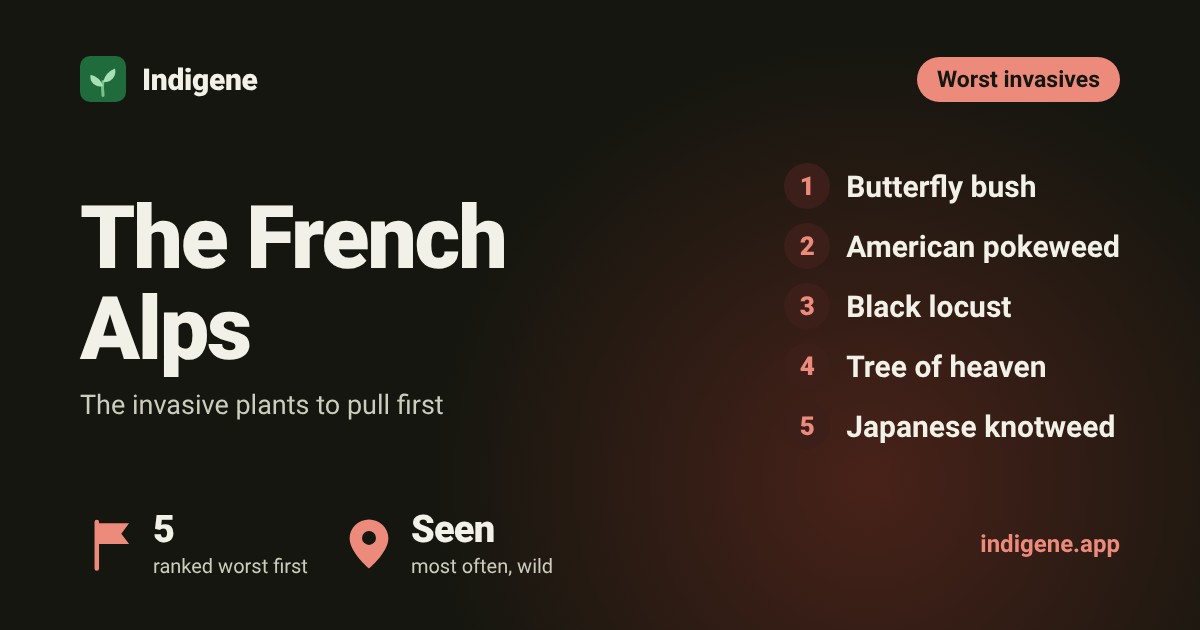 Indigene
Worst invasives
The French
Alps
The invasive plants to pull first
1 Butterfly bush
2 American pokeweed
3 Black locust
4 Tree of heaven
5 Japanese knotweed
5
ranked worst first
Seen
most often, wild
indigene.app